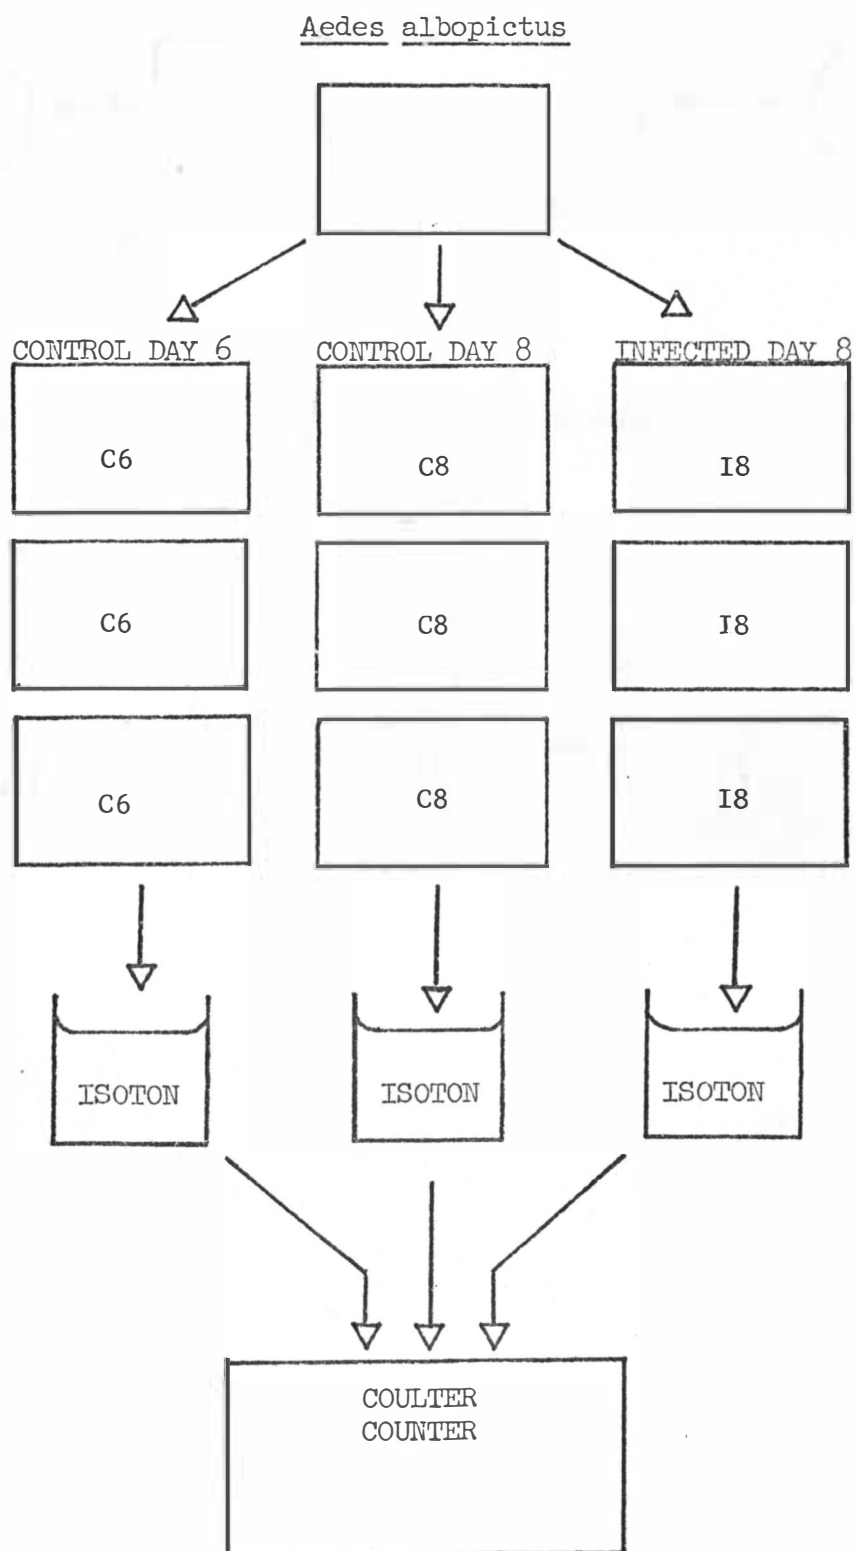 Aedes albopictus
CONTROL DAY 6
CONTROL DAY 8
INFECTED DAY 8
C6
C8
I8
C6
C8
I8
C6
C8
I8
ISOTON
ISOTON
ISOTON
COULTER
COUNTER